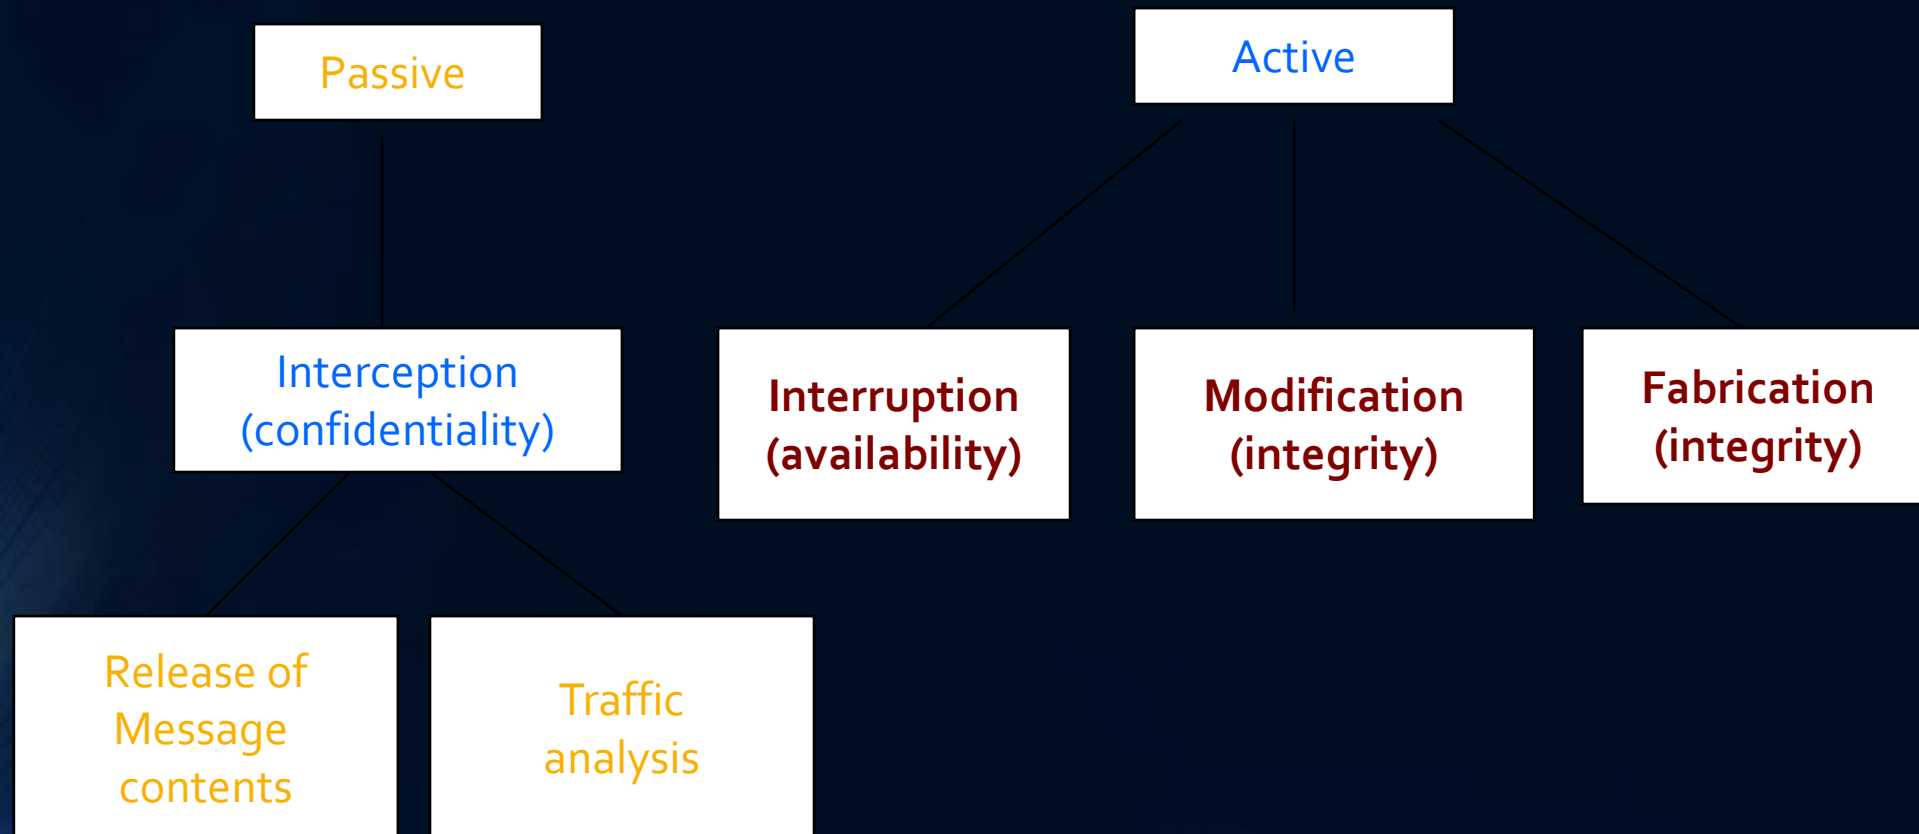 Passive
Active
Interception
(confidentiality)
Interruption
(availability)
Modification
(integrity)
Fabrication
(integrity)
Release of
Message
contents
Traffic
analysis